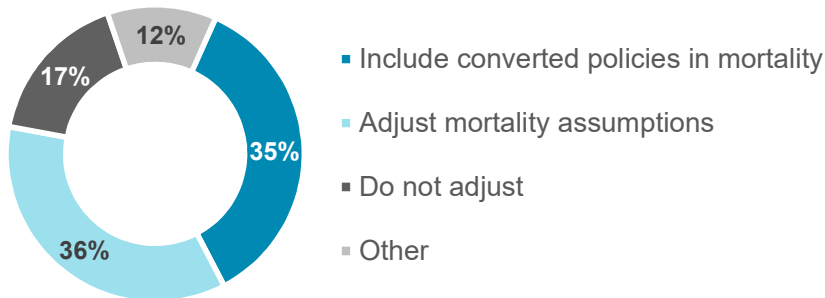 12%
17%
35%
36%
Include converted policies in mortality
Adjust mortality assumptions
Do not adjust
Other